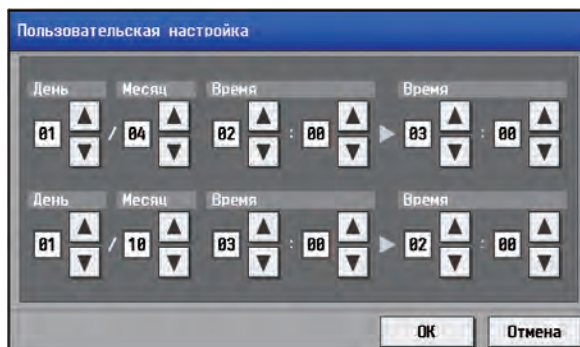 Пользовательская настройка
День Месяц Время Время
01 / 04 02 : 00 03 : 00
День Месяц Время Время
01 / 10 03 : 00 02 : 00
OK Отмена